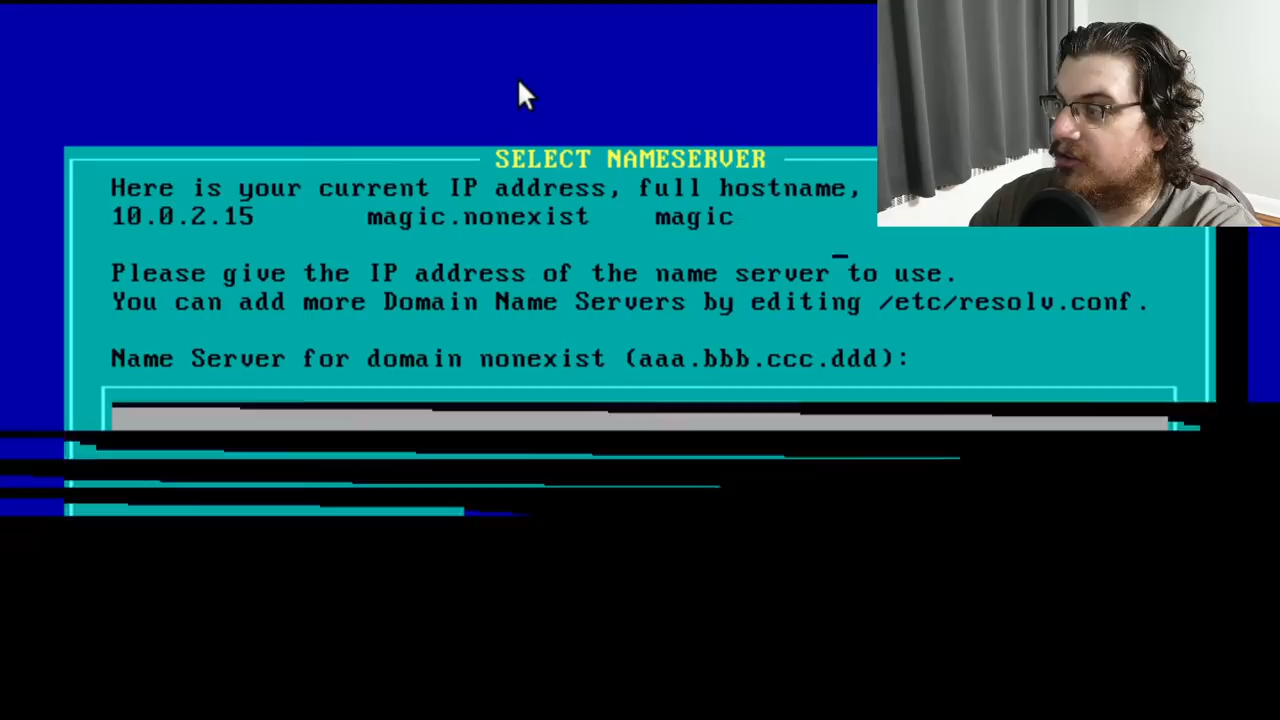 SELECT NAMESERVER
Here is your current IP address, full hostname,
10.0.2.15 magic.nonexist magic
Please give the IP address of the name server to use.
You can add more Domain Name Servers by editing /etc/resolv.conf.
Name Server for domain nonexist (aaa.bbb.ccc.ddd):